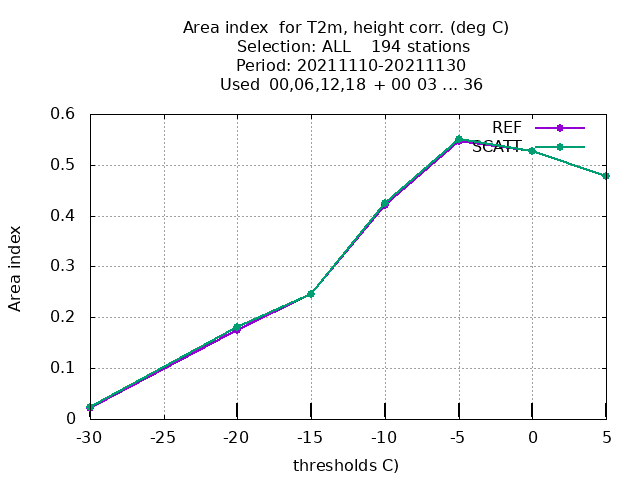 Area index  for T2m, height corr. (deg C)
Selection: ALL    194 stations
Period: 20211110-20211130
Used  00,06,12,18 + 00 03 ... 36
REF
SCATT
0.6
0.5
0.4
0.3
0.2
0.1
0
Area index
-30 -25 -20 -15 -10 -5 0 5
thresholds C)